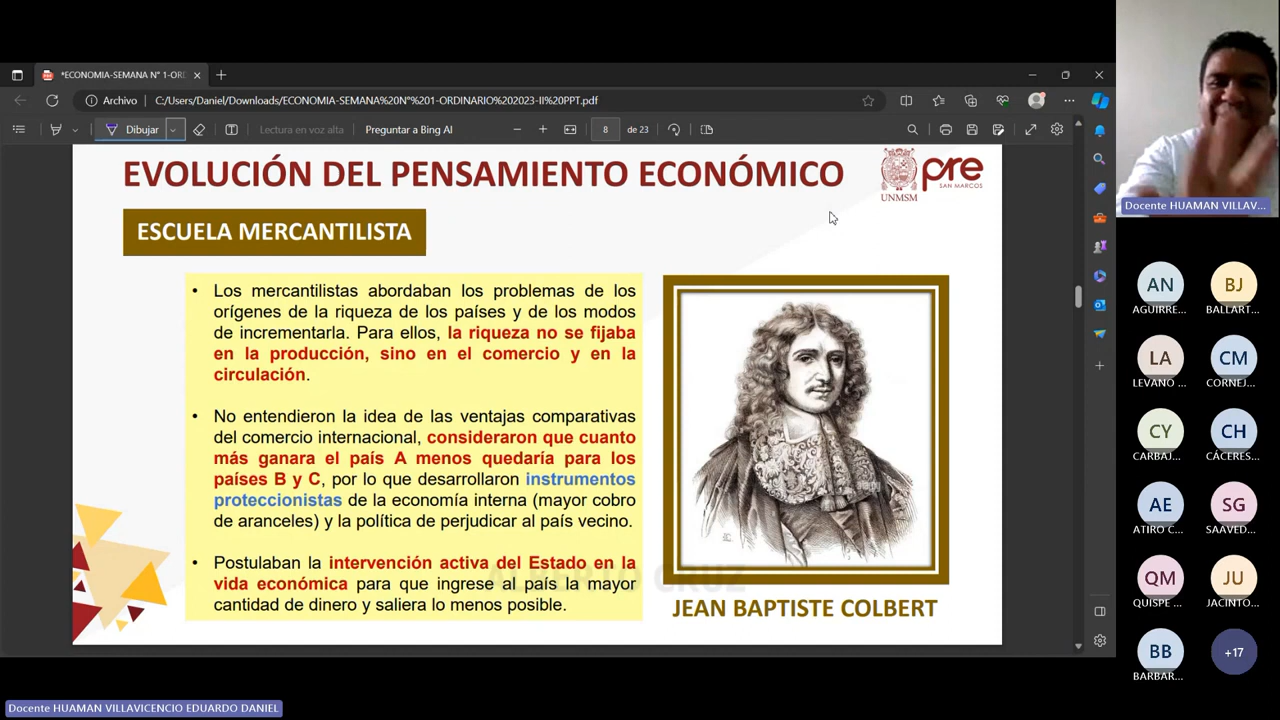 *ECONOMIA-SEMANA N° 1-ORD
Archivo
C:/Users/Daniel/Downloads/ECONOMIA-SEMANA%20N°%201-ORDINARIO%202023-II%20PPT.pdf
Dibujar
Lectura en voz alta
Preguntar a Bing AI
8
de 23
EVOLUCIÓN DEL PENSAMIENTO ECONÓMICO
UNMSM
pre
SAN MARCOS
ESCUELA MERCANTILISTA
• Los mercantilistas abordaban los problemas de los
orígenes de la riqueza de los países y de los modos
de incrementarla. Para ellos, la riqueza no se fijaba
en la producción, sino en el comercio y en la
circulación.
• No entendieron la idea de las ventajas comparativas
del comercio internacional, consideraron que cuanto
más ganara el país A menos quedaría para los
países B y C, por lo que desarrollaron instrumentos
proteccionistas de la economía interna (mayor cobro
de aranceles) y la política de perjudicar al país vecino.
• Postulaban la intervención activa del Estado en la
vida económica para que ingrese al país la mayor
cantidad de dinero y saliera lo menos posible.
ALBERTO CRUZ
JEAN BAPTISTE COLBERT
Docente HUAMAN VILLAV...
AN
BJ
AGUIRRE...
BALLART...
LA
CM
LEVANO ...
CORNEJ...
CY
CH
CARBAJ...
CÁCERES...
AE
SG
ATIRO C...
SAAVED...
QM
JU
QUISPE ...
JACINTO...
BB
+17
BARBAR...
Docente HUAMAN VILLAVICENCIO EDUARDO DANIEL